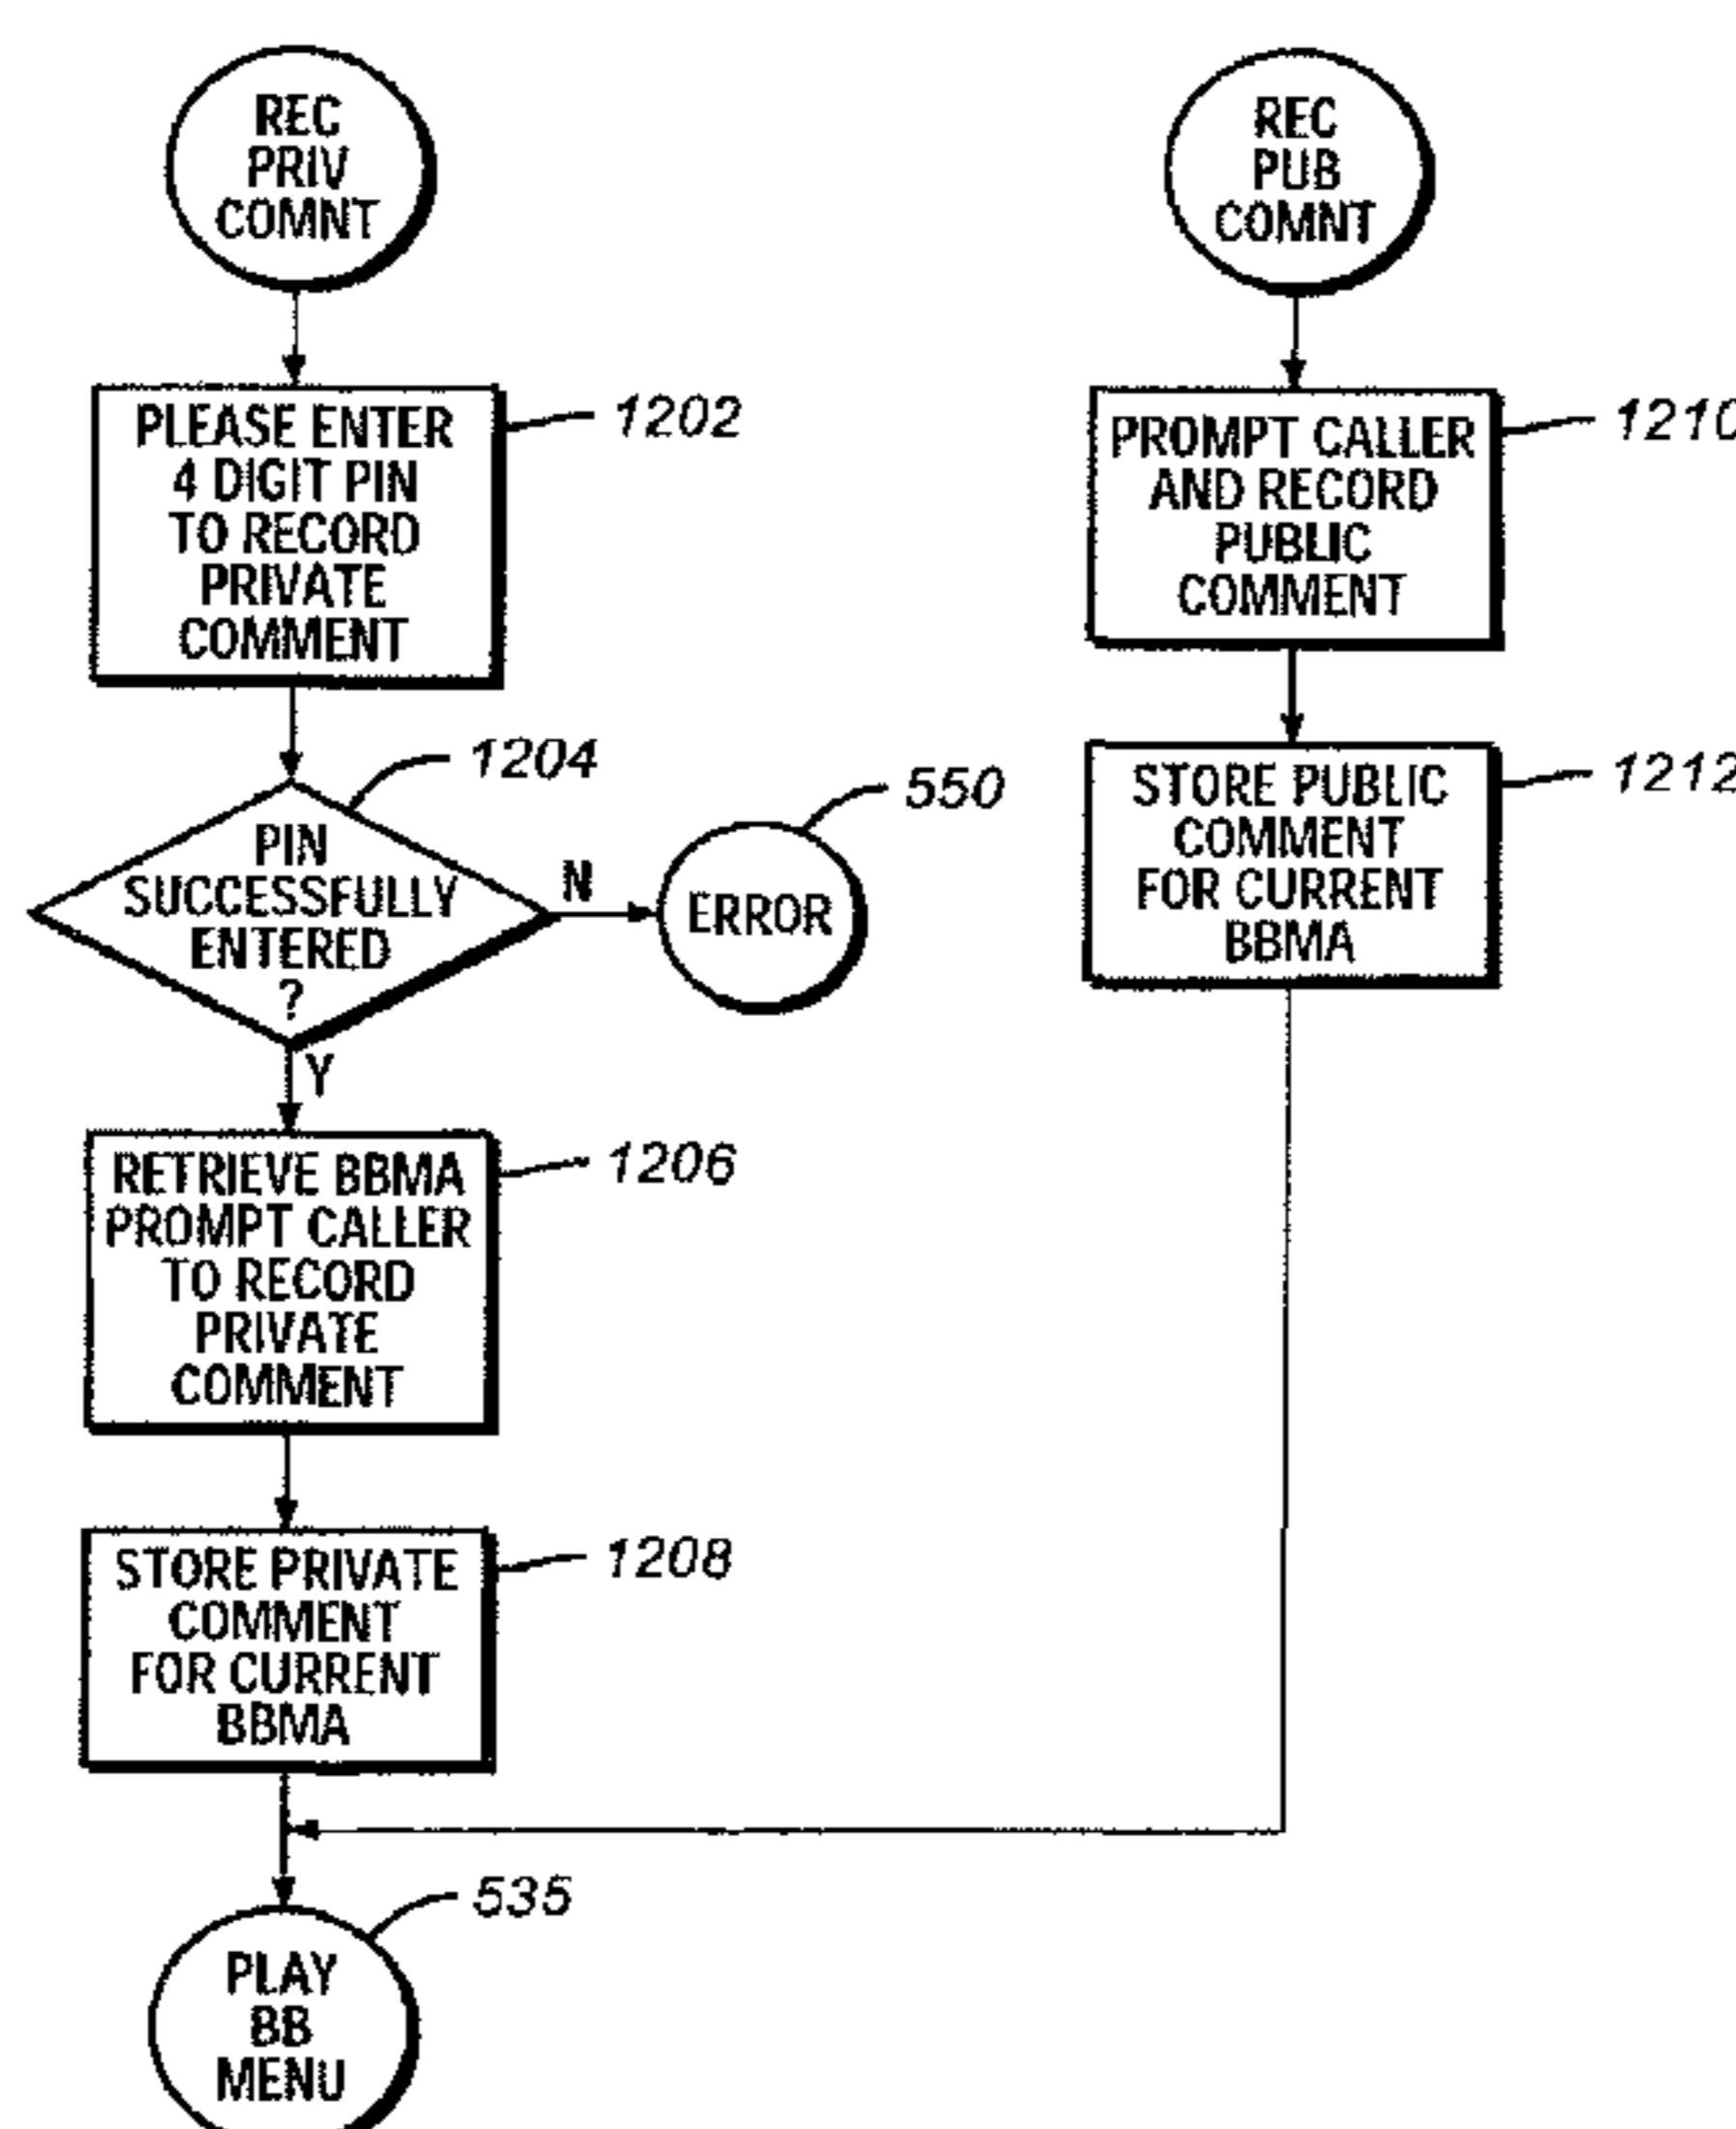 REC
PRIV
COMNT
PLEASE ENTER
4 DIGIT PIN
TO RECORD
PRIVATE
COMMENT
1202
PIN
SUCCESSFULLY
ENTERED
?
1204
N
Y
ERROR
550
RETRIEVE BBMA
PROMPT CALLER
TO RECORD
PRIVATE
COMMENT
1206
STORE PRIVATE
COMMENT
FOR CURRENT
BBMA
1208
PLAY
BB
MENU
535
REC
PUB
COMNT
PROMPT CALLER
AND RECORD
PUBLIC
COMMENT
1210
STORE PUBLIC
COMMENT
FOR CURRENT
BBMA
1212